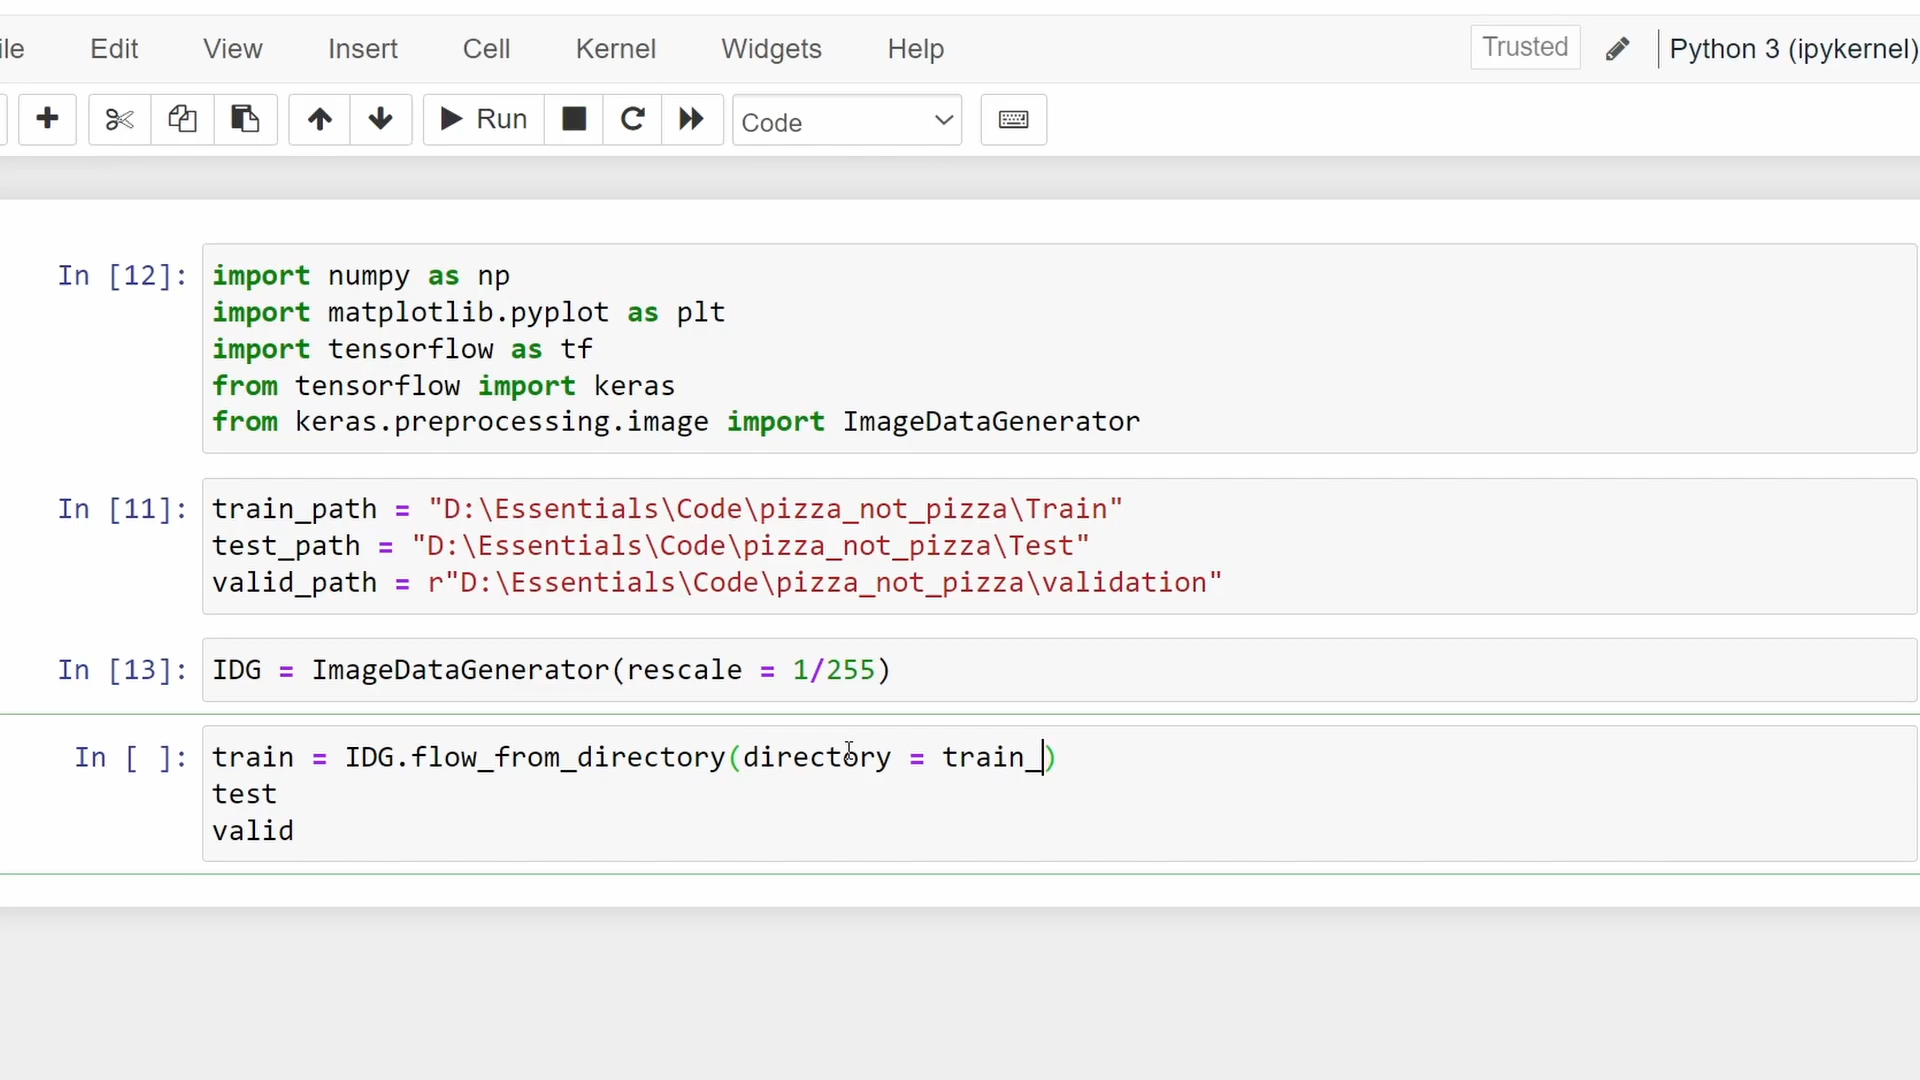 ile Edit View Insert Cell Kernel Widgets Help Trusted Python 3 (ipykernel)
Run Code
In [12]: import numpy as np
import matplotlib.pyplot as plt
import tensorflow as tf
from tensorflow import keras
from keras.preprocessing.image import ImageDataGenerator
In [11]: train_path = "D:\Essentials\Code\pizza_not_pizza\Train"
test_path = "D:\Essentials\Code\pizza_not_pizza\Test"
valid_path = r"D:\Essentials\Code\pizza_not_pizza\validation"
In [13]: IDG = ImageDataGenerator(rescale = 1/255)
In [ ]: train = IDG.flow_from_directory(directory = train_)
test
valid